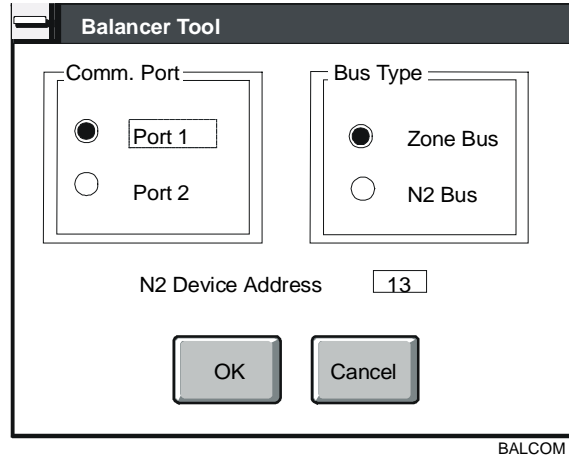 Balancer Tool
Comm. Port
Port 1
Port 2
Bus Type
Zone Bus
N2 Bus
N2 Device Address 13
OK
Cancel
BALCOM